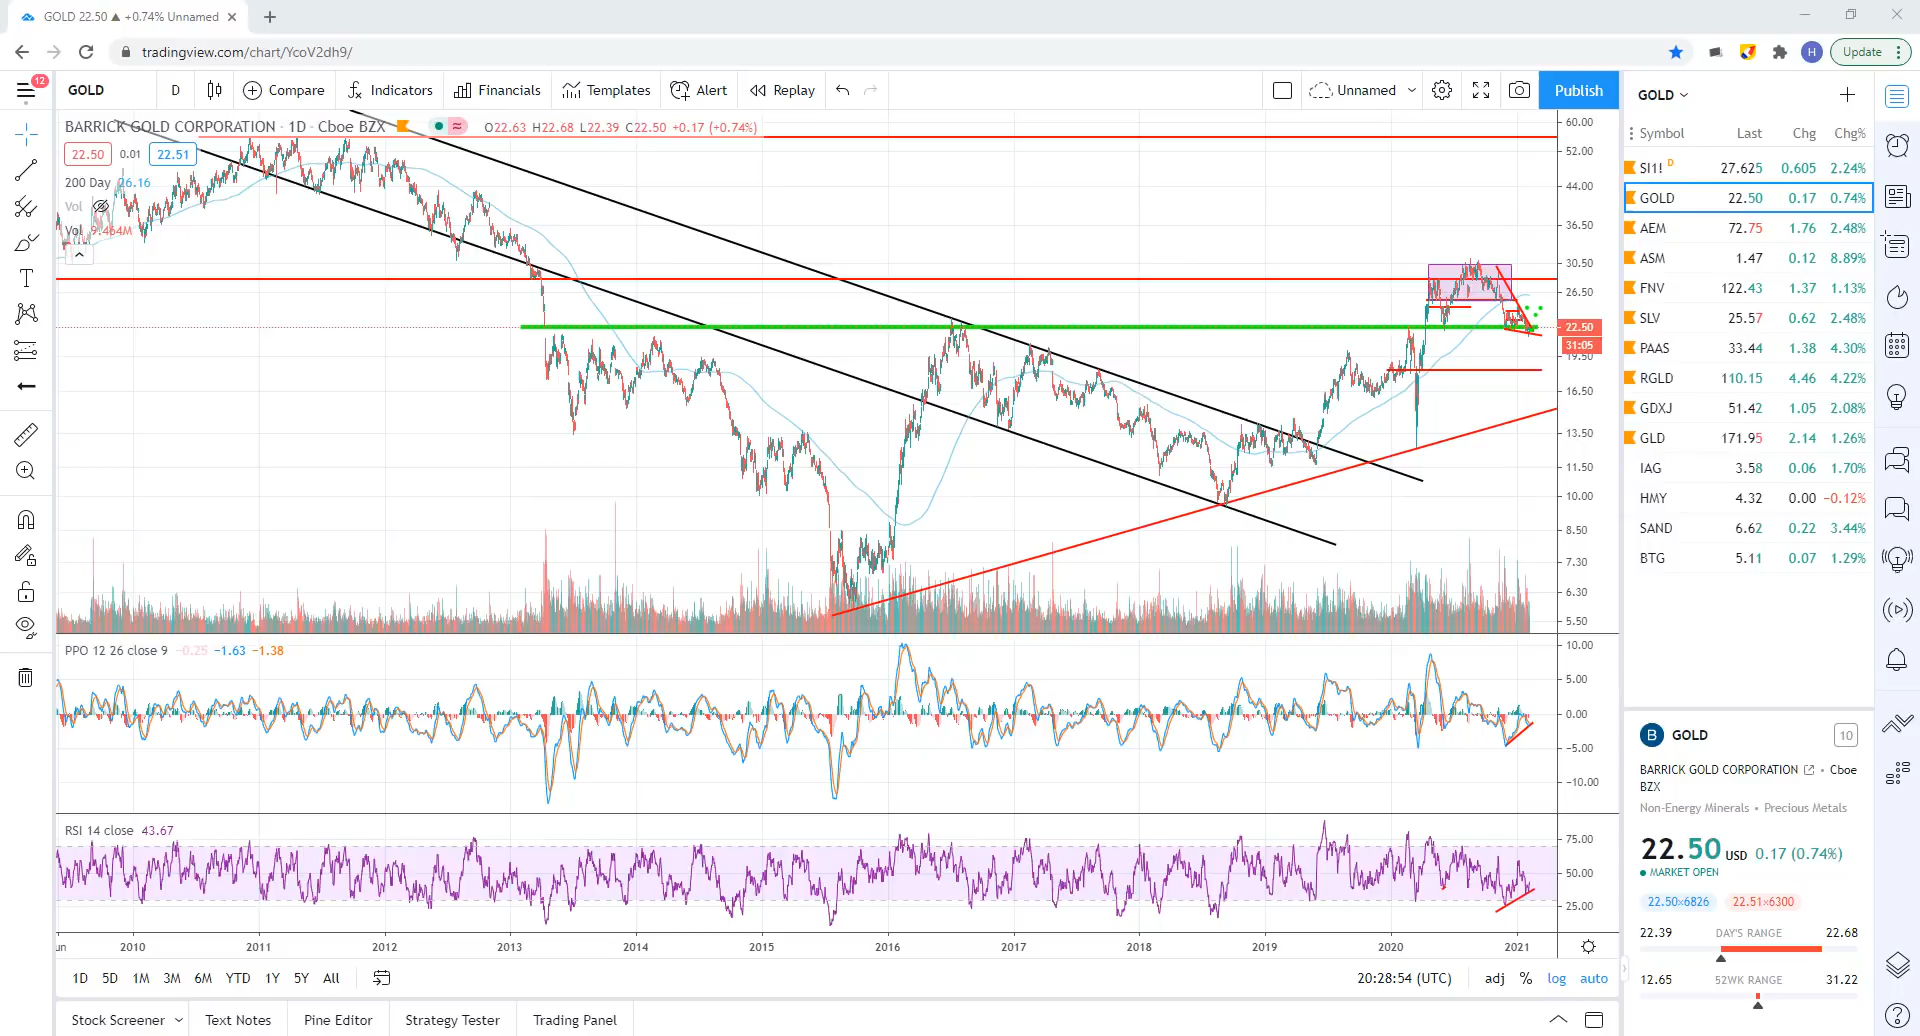 GOLD 22.50 ▲ +0.74% Unnamed
tradingview.com/chart/YcoV2dh9/
H
Update
12
GOLD D Compare Indicators Financials Templates Alert Replay Unnamed Publish
BARRICK GOLD CORPORATION · 1D · Cboe BZX ≈ O22.63 H22.68 L22.39 C22.50 +0.17 (+0.74%)
22.50 0.01 22.51
200 Day 26.16
Vol
Vol 9.464M
60.00
52.00
44.00
36.50
30.50
26.50
22.50
31:05
19.50
16.50
13.50
11.50
10.00
8.50
7.30
6.30
5.50
PPO 12 26 close 9 −0.25 −1.63 −1.38
10.00
5.00
0.00
−5.00
−10.00
RSI 14 close 43.67
75.00
50.00
25.00
un 2010 2011 2012 2013 2014 2015 2016 2017 2018 2019 2020 2021
1D 5D 1M 3M 6M YTD 1Y 5Y All 20:28:54 (UTC) adj % log auto
Stock Screener Text Notes Pine Editor Strategy Tester Trading Panel
GOLD
Symbol Last Chg Chg%
SI1! D 27.625 0.605 2.24%
GOLD 22.50 0.17 0.74%
AEM 72.75 1.76 2.48%
ASM 1.47 0.12 8.89%
FNV 122.43 1.37 1.13%
SLV 25.57 0.62 2.48%
PAAS 33.44 1.38 4.30%
RGLD 110.15 4.46 4.22%
GDXJ 51.42 1.05 2.08%
GLD 171.95 2.14 1.26%
IAG 3.58 0.06 1.70%
HMY 4.32 0.00 −0.12%
SAND 6.62 0.22 3.44%
BTG 5.11 0.07 1.29%
B GOLD 10
BARRICK GOLD CORPORATION • Cboe
BZX
Non-Energy Minerals • Precious Metals
22.50 USD 0.17 (0.74%)
MARKET OPEN
22.50×6826 22.51×6300
22.39 DAY'S RANGE 22.68
12.65 52WK RANGE 31.22